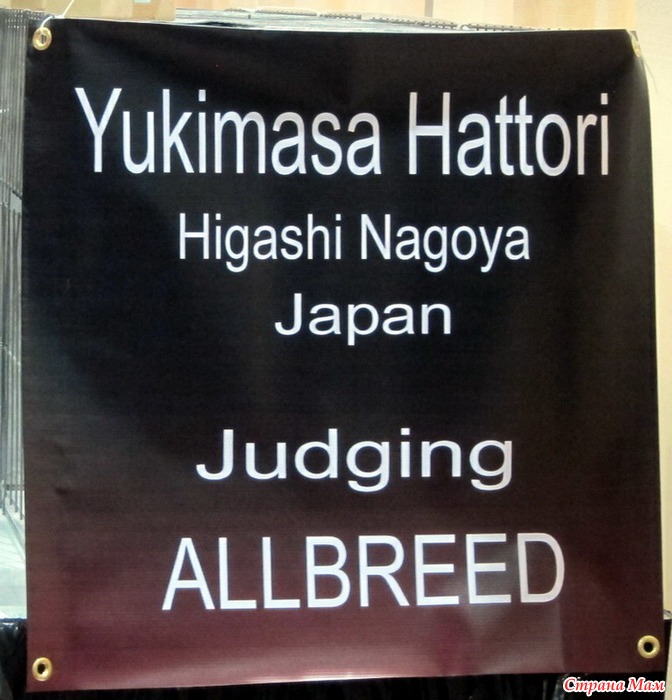 Yukimasa Hattori
Higashi Nagoya
Japan
Judging
ALLBREED
Страна Мам